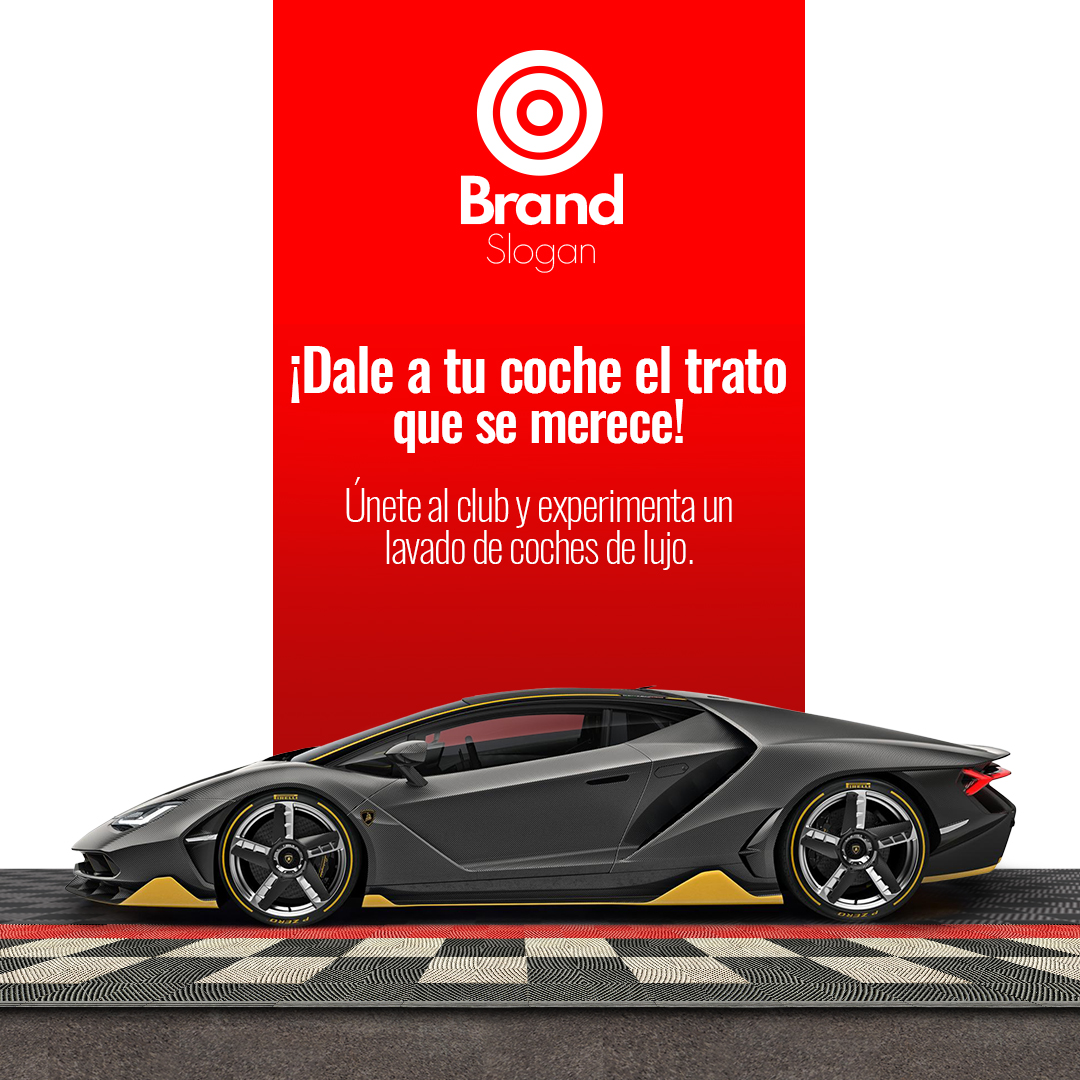 Brand
Slogan
¡Dale a tu coche el trato
que se merece!
Únete al club y experimenta un
lavado de coches de lujo.
PIRELLI
PIRELLI
P ZERO
P ZERO